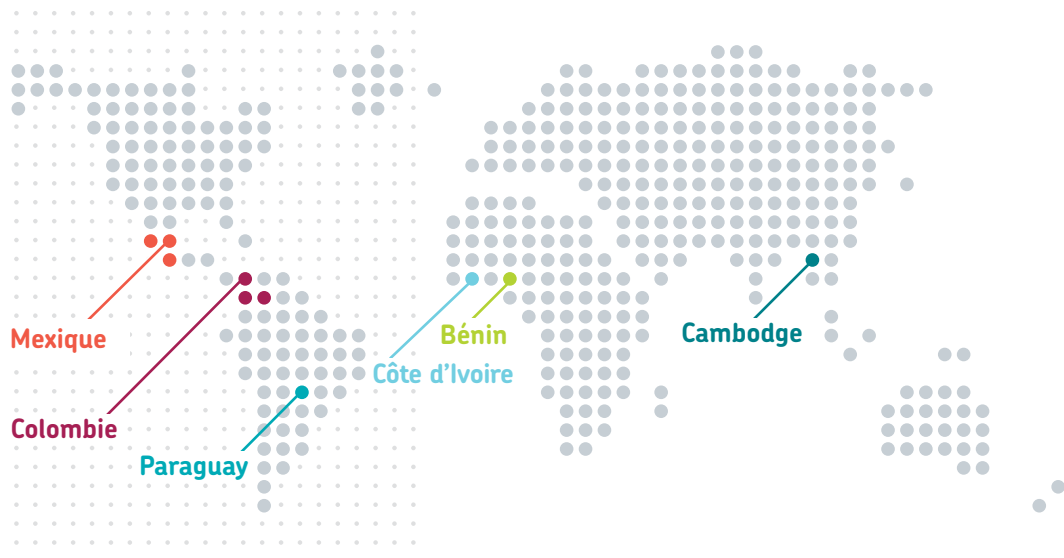 Mexique
Bénin
Cambodge
Côte d’Ivoire
Colombie
Paraguay